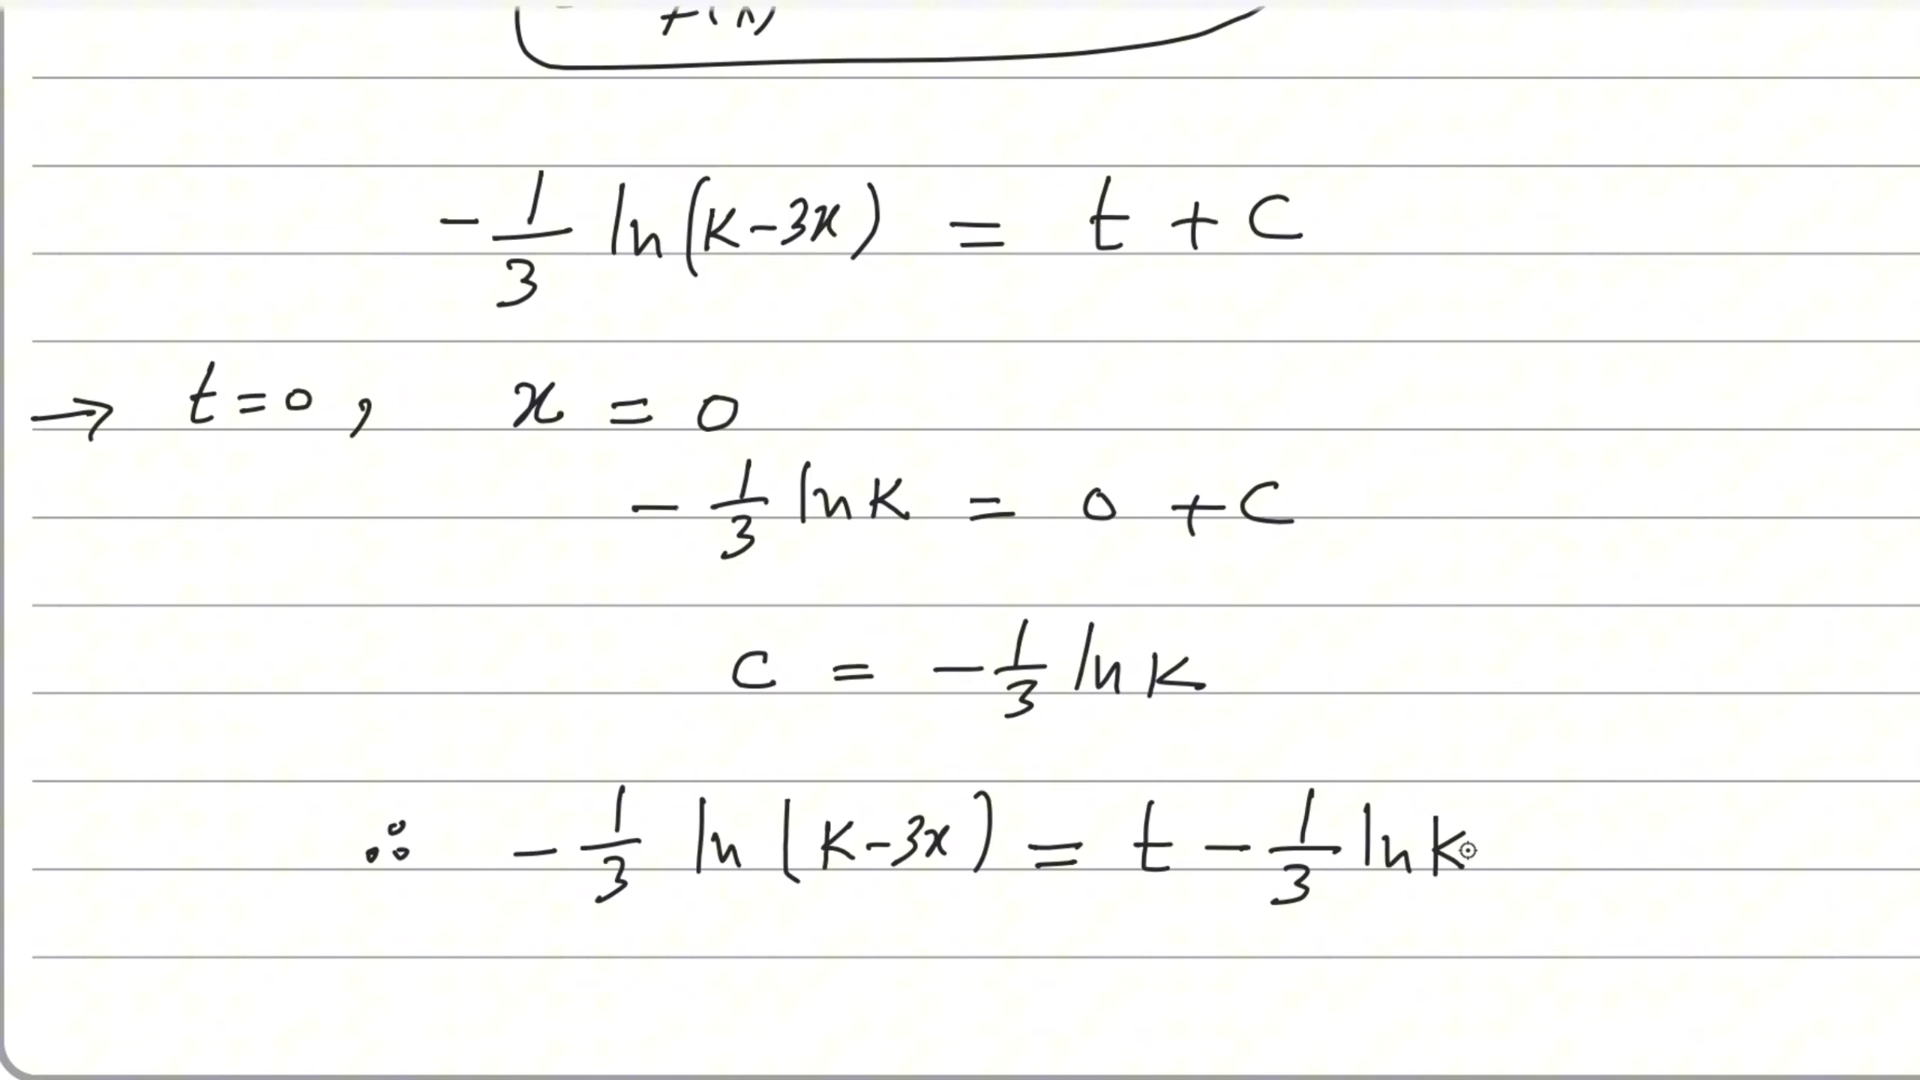 -1/3 ln(k-3x) = t + C
→ t=0, x = 0
-1/3 ln k = 0 + C
C = -1/3 ln k
∴ -1/3 ln(k-3x) = t - 1/3 ln k